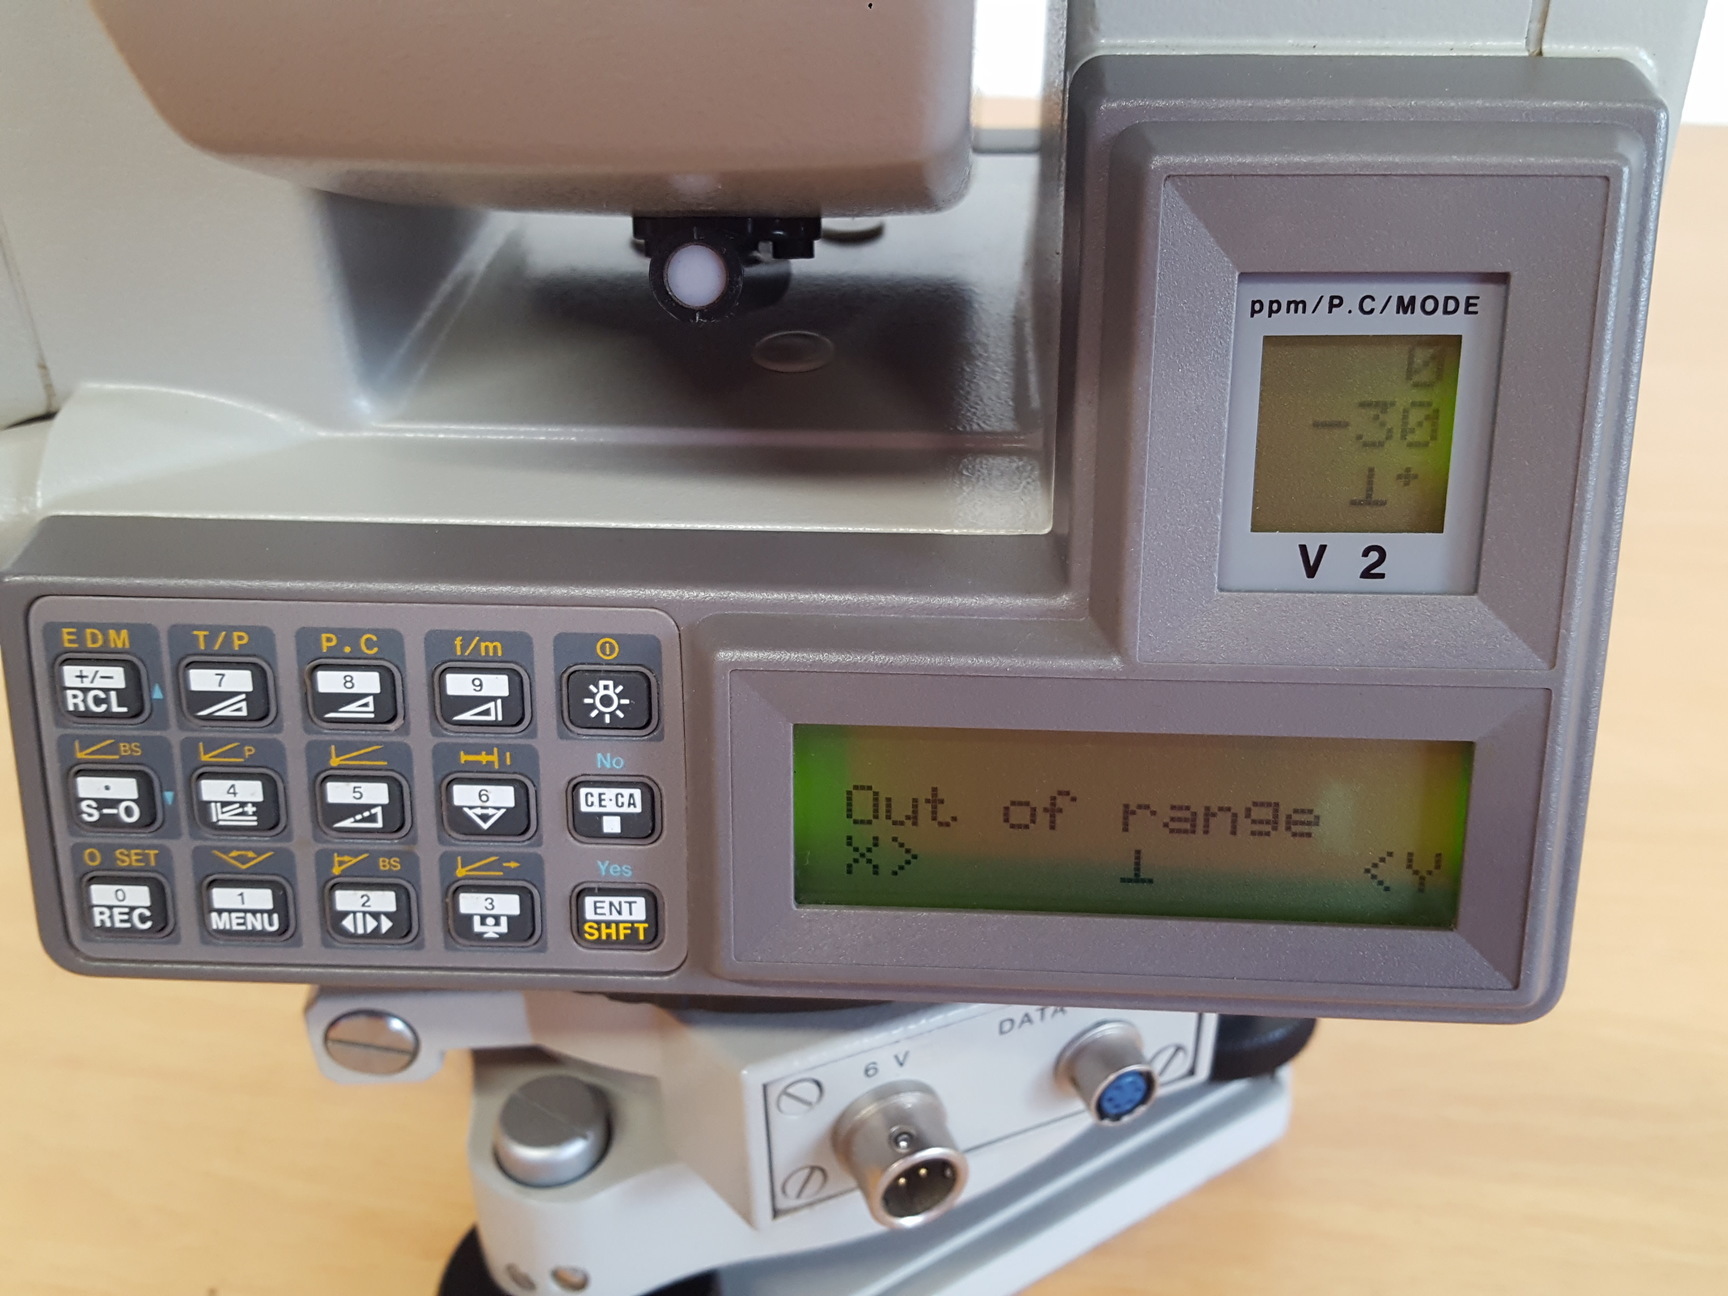 ppm/P.C/MODE
0
-30
⊥+
V 2
EDM T/P P.C f/m
+/- 7 8 9
RCL
BS P I No
. 4 5 6 CE·CA
S-O
0 SET BS Yes
0 1 2 3 ENT
REC MENU SHFT
Out of range
X> ⊥ <Y
6 V DATA